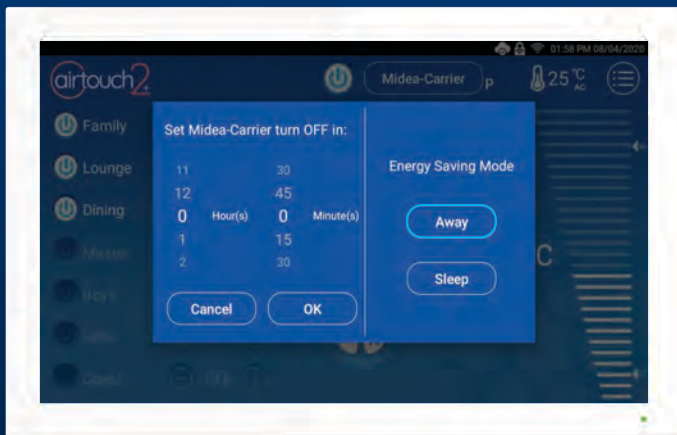 01:58 PM 08/04/2020
airtouch2+
Midea-Carrier p 25 °C
AC
Family
Lounge
Dining
Master
Set Midea-Carrier turn OFF in:
11 30
12 45
0 Hour(s) 0 Minute(s)
1 15
2 30
Cancel OK
Energy Saving Mode
Away
Sleep
C